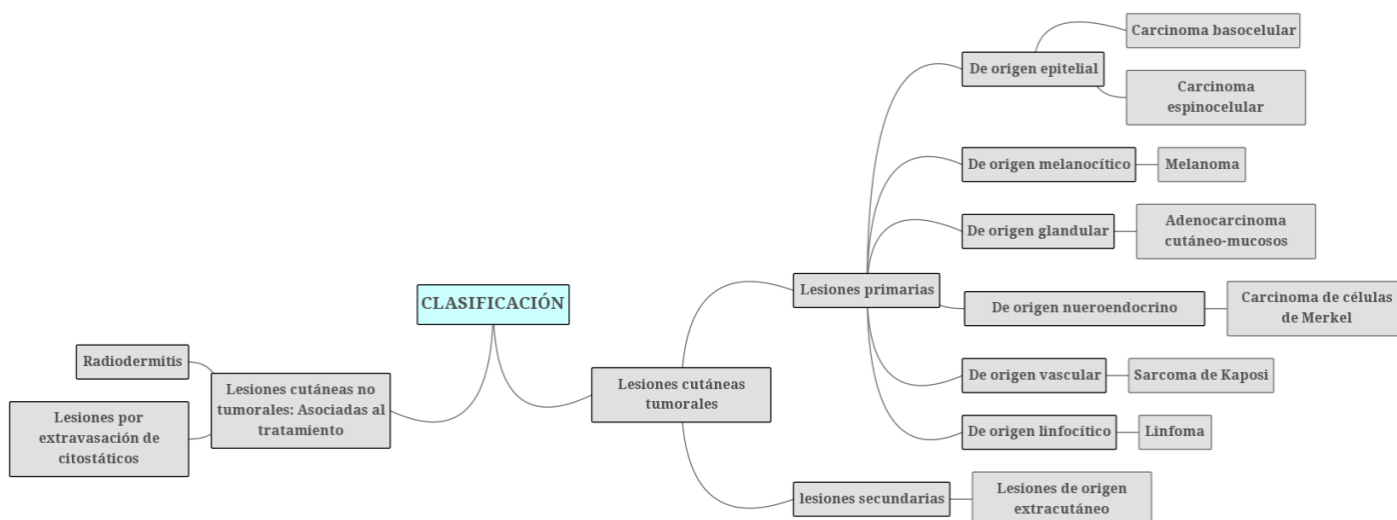 CLASIFICACIÓN
Radiodermitis
Lesiones por
extravasación de
citostáticos
Lesiones cutáneas no
tumorales: Asociadas al
tratamiento
Lesiones cutáneas
tumorales
Lesiones primarias
De origen epitelial
Carcinoma basocelular
Carcinoma
espinocelular
De origen melanocítico
Melanoma
De origen glandular
Adenocarcinoma
cutáneo-mucosos
De origen nueroendocrino
Carcinoma de células
de Merkel
De origen vascular
Sarcoma de Kaposi
De origen linfocítico
Linfoma
lesiones secundarias
Lesiones de origen
extracutáneo